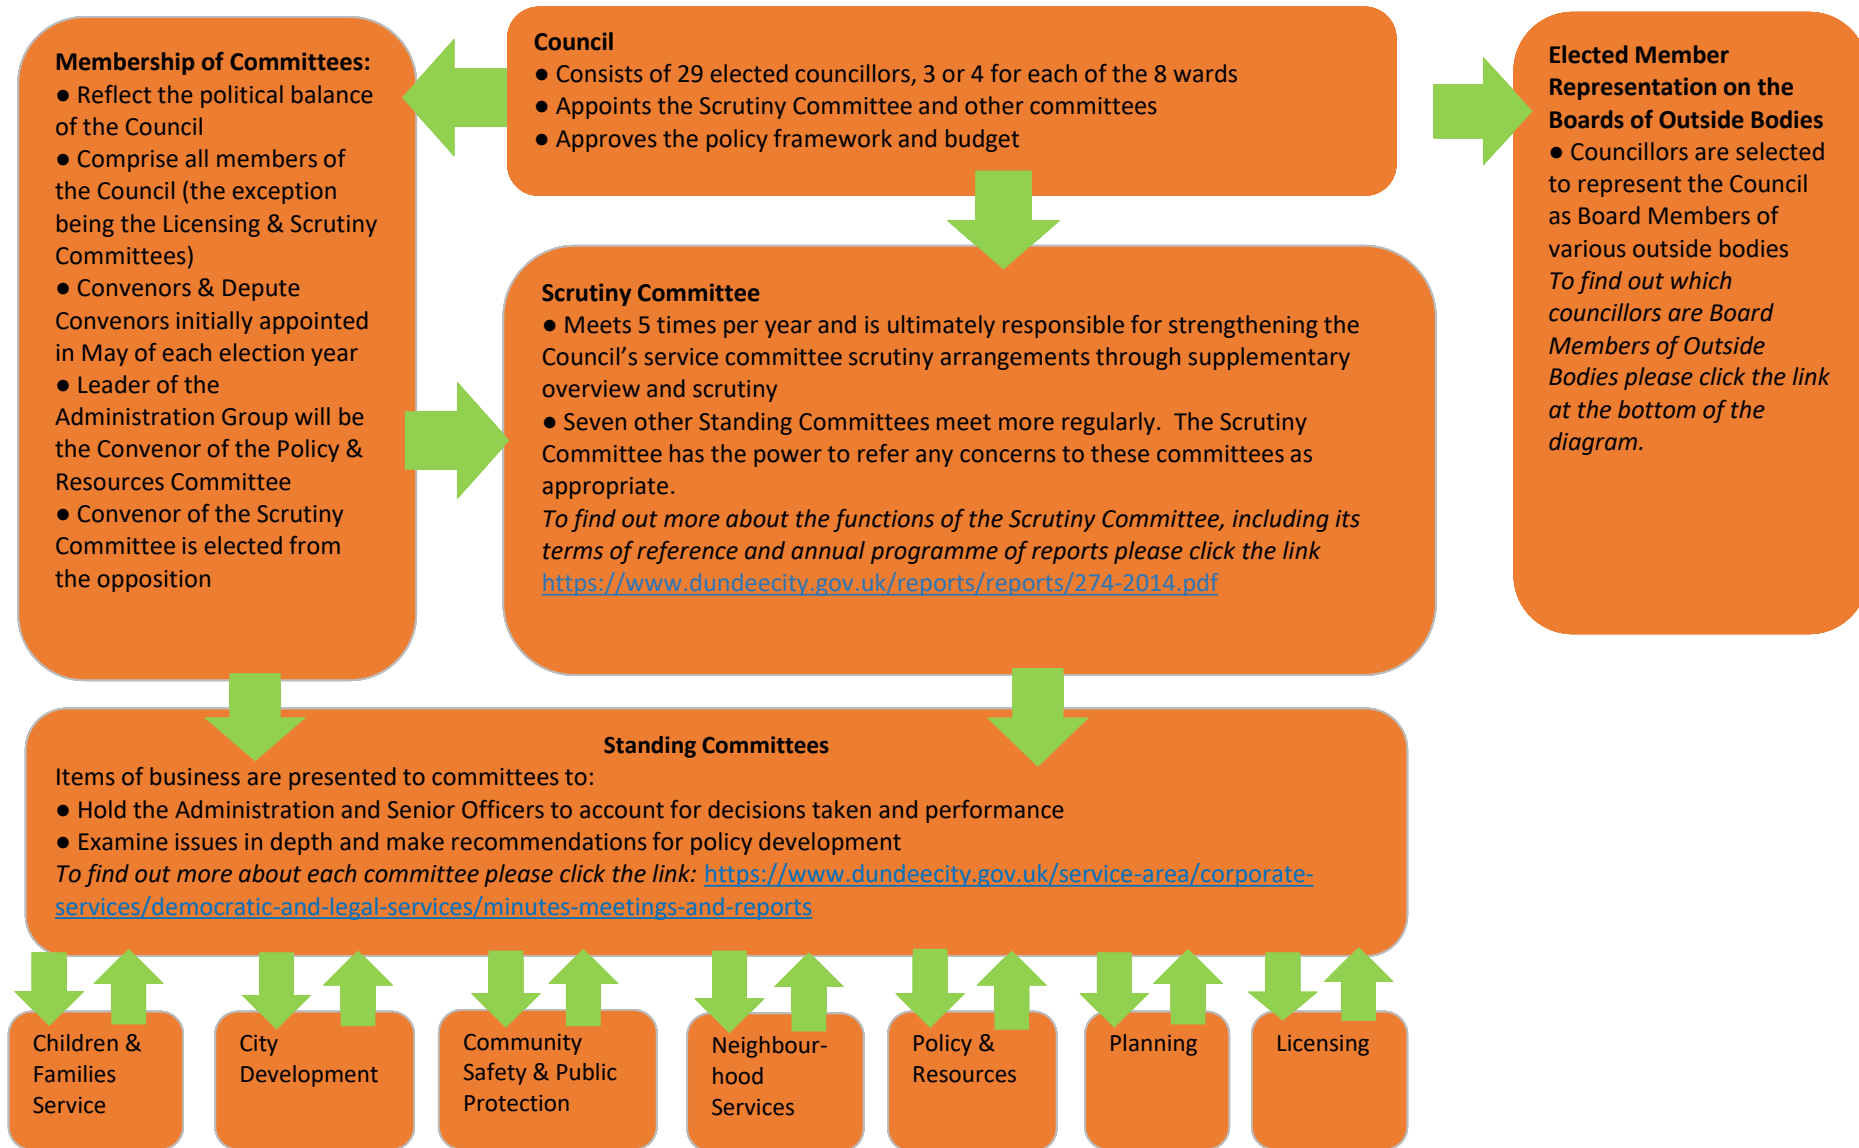 Membership of Committees:
● Reflect the political balance
of the Council
● Comprise all members of
the Council (the exception
being the Licensing & Scrutiny
Committees)
● Convenors & Depute
Convenors initially appointed
in May of each election year
● Leader of the
Administration Group will be
the Convenor of the Policy &
Resources Committee
● Convenor of the Scrutiny
Committee is elected from
the opposition
Council
● Consists of 29 elected councillors, 3 or 4 for each of the 8 wards
● Appoints the Scrutiny Committee and other committees
● Approves the policy framework and budget
Elected Member
Representation on the
Boards of Outside Bodies
● Councillors are selected
to represent the Council
as Board Members of
various outside bodies
To find out which
councillors are Board
Members of Outside
Bodies please click the link
at the bottom of the
diagram.
Scrutiny Committee
● Meets 5 times per year and is ultimately responsible for strengthening the
Council’s service committee scrutiny arrangements through supplementary
overview and scrutiny
● Seven other Standing Committees meet more regularly.  The Scrutiny
Committee has the power to refer any concerns to these committees as
appropriate.
To find out more about the functions of the Scrutiny Committee, including its
terms of reference and annual programme of reports please click the link
https://www.dundeecity.gov.uk/reports/reports/274-2014.pdf
Standing Committees
Items of business are presented to committees to:
● Hold the Administration and Senior Officers to account for decisions taken and performance
● Examine issues in depth and make recommendations for policy development
To find out more about each committee please click the link: https://www.dundeecity.gov.uk/service-area/corporate-
services/democratic-and-legal-services/minutes-meetings-and-reports
Children &
Families
Service
City
Development
Community
Safety & Public
Protection
Neighbour-
hood
Services
Policy &
Resources
Planning
Licensing